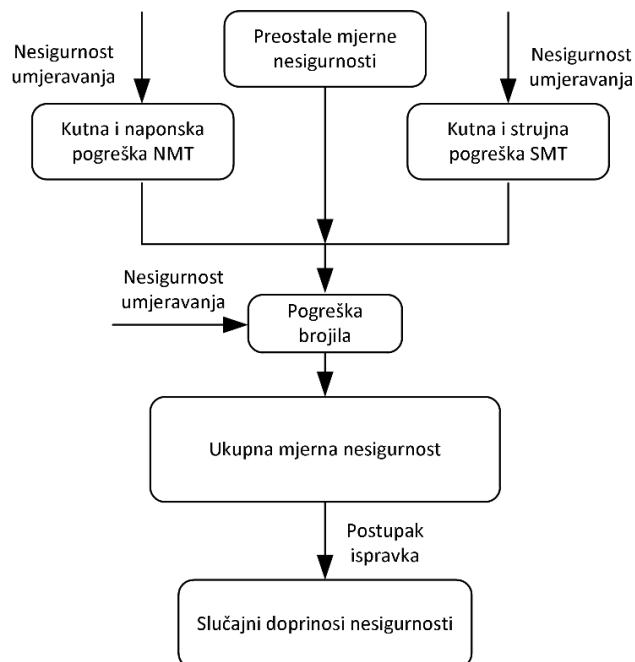 Nesigurnost
umjeravanja
Preostale mjerne
nesigurnosti
Nesigurnost
umjeravanja
Kutna i naponska
pogreška NMT
Kutna i strujna
pogreška SMT
Nesigurnost
umjeravanja
Pogreška
brojila
Ukupna mjerna nesigurnost
Postupak
ispravka
Slučajni doprinosi nesigurnosti